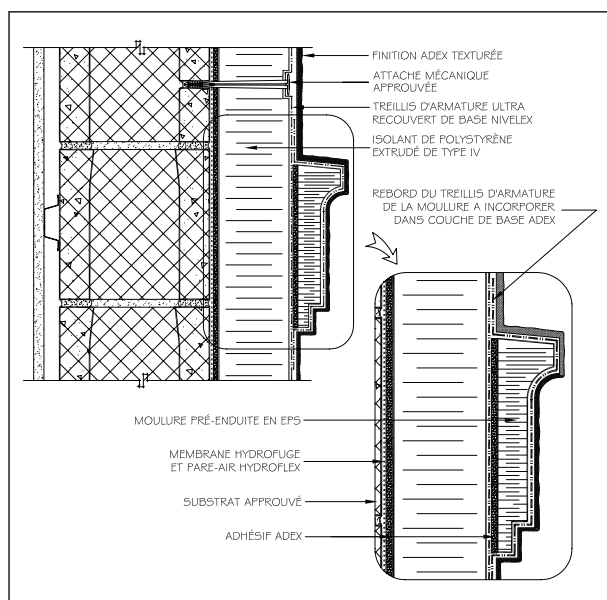 FINITION ADEX TEXTURÉE
ATTACHE MÉCANIQUE
APPROUVÉE
TREILLIS D'ARMATURE ULTRA
RECOUVERT DE BASE NIVELEX
ISOLANT DE POLYSTYRÈNE
EXTRUDÉ DE TYPE IV
REBORD DU TREILLIS D'ARMATURE
DE LA MOULURE A INCORPORER
DANS COUCHE DE BASE ADEX
MOULURE PRÉ-ENDUITE EN EPS
MEMBRANE HYDROFUGE
ET PARE-AIR HYDROFLEX
SUBSTRAT APPROUVÉ
ADHÉSIF ADEX